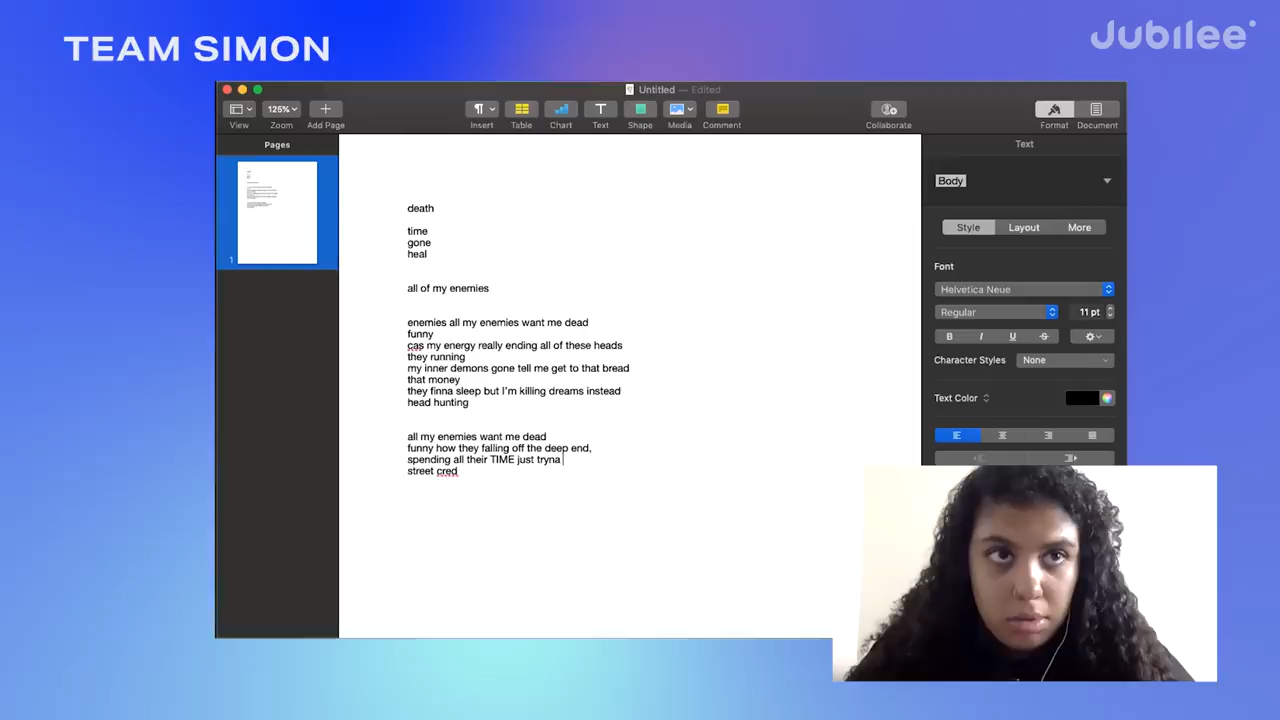 TEAM SIMON
Jubilee
Untitled — Edited
View
125%
Zoom
Add Page
Insert
Table
Chart
Text
Shape
Media
Comment
Collaborate
Format
Document
Pages
1
death
time
gone
heal
all of my enemies
enemies all my enemies want me dead
funny
cas my energy really ending all of these heads
they running
my inner demons gone tell me get to that bread
that money
they finna sleep but I'm killing dreams instead
head hunting
all my enemies want me dead
funny how they falling off the deep end,
spending all their TIME just tryna
street cred
Text
Body
Style Layout More
Font
Helvetica Neue
Regular 11 pt
B I U S
Character Styles None
Text Color